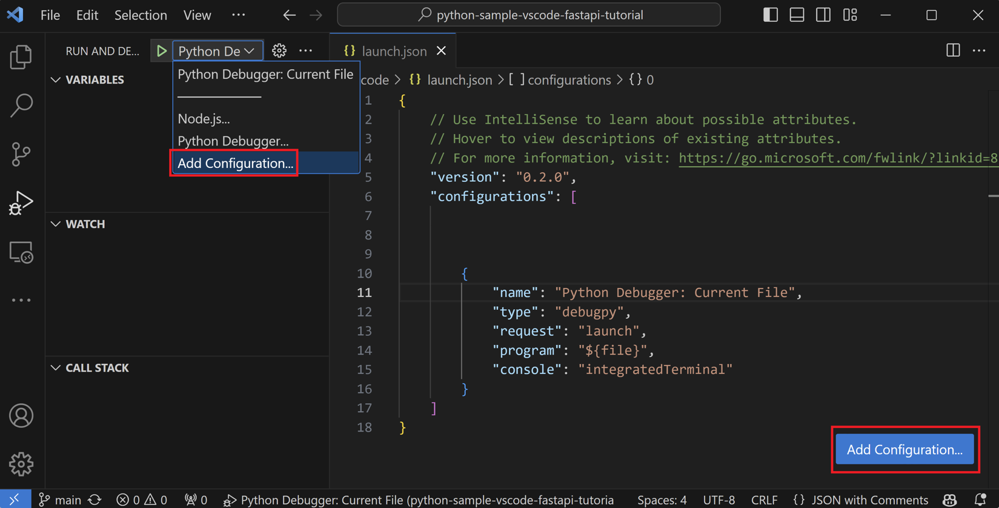 File Edit Selection View ···
python-sample-vscode-fastapi-tutorial
RUN AND DE... Python De
Python Debugger: Current File
Node.js...
Python Debugger...
Add Configuration...
VARIABLES
WATCH
CALL STACK
{} launch.json
code > {} launch.json > [ ] configurations > {} 0
1 {
2 // Use IntelliSense to learn about possible attributes.
3 // Hover to view descriptions of existing attributes.
4 // For more information, visit: https://go.microsoft.com/fwlink/?linkid=8
5 "version": "0.2.0",
6 "configurations": [
7
8
9
10 {
11 "name": "Python Debugger: Current File",
12 "type": "debugpy",
13 "request": "launch",
14 "program": "${file}",
15 "console": "integratedTerminal"
16 }
17 ]
18 }
Add Configuration...
main 0 0 0 Python Debugger: Current File (python-sample-vscode-fastapi-tutoria Spaces: 4 UTF-8 CRLF {} JSON with Comments